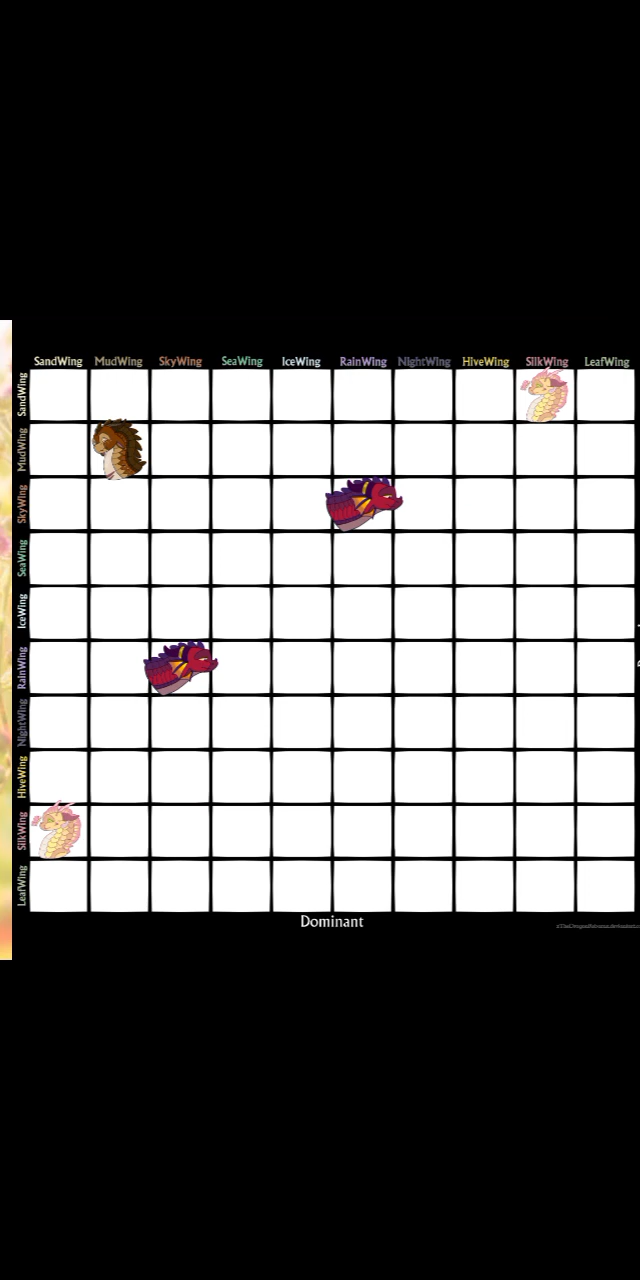 SandWing MudWing SkyWing SeaWing IceWing RainWing NightWing HiveWing SilkWing LeafWing
SandWing
MudWing
SkyWing
SeaWing
IceWing
RainWing
NightWing
HiveWing
SilkWing
LeafWing
Dominant